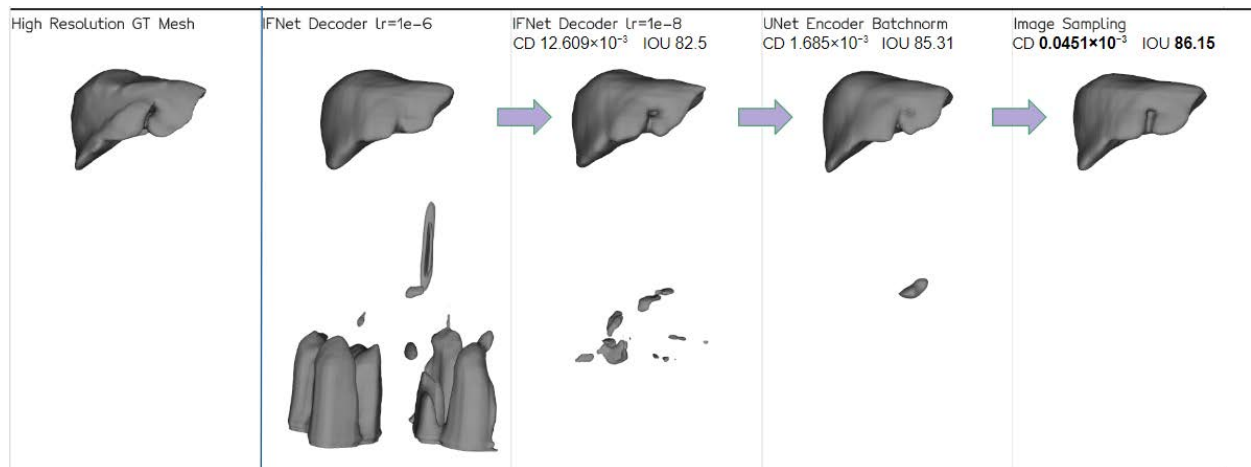 High Resolution GT Mesh
IFNet Decoder lr=1e-6
IFNet Decoder lr=1e-8
CD 12.609×10⁻³ IOU 82.5
UNet Encoder Batchnorm
CD 1.685×10⁻³ IOU 85.31
Image Sampling
CD 0.0451×10⁻³ IOU 86.15